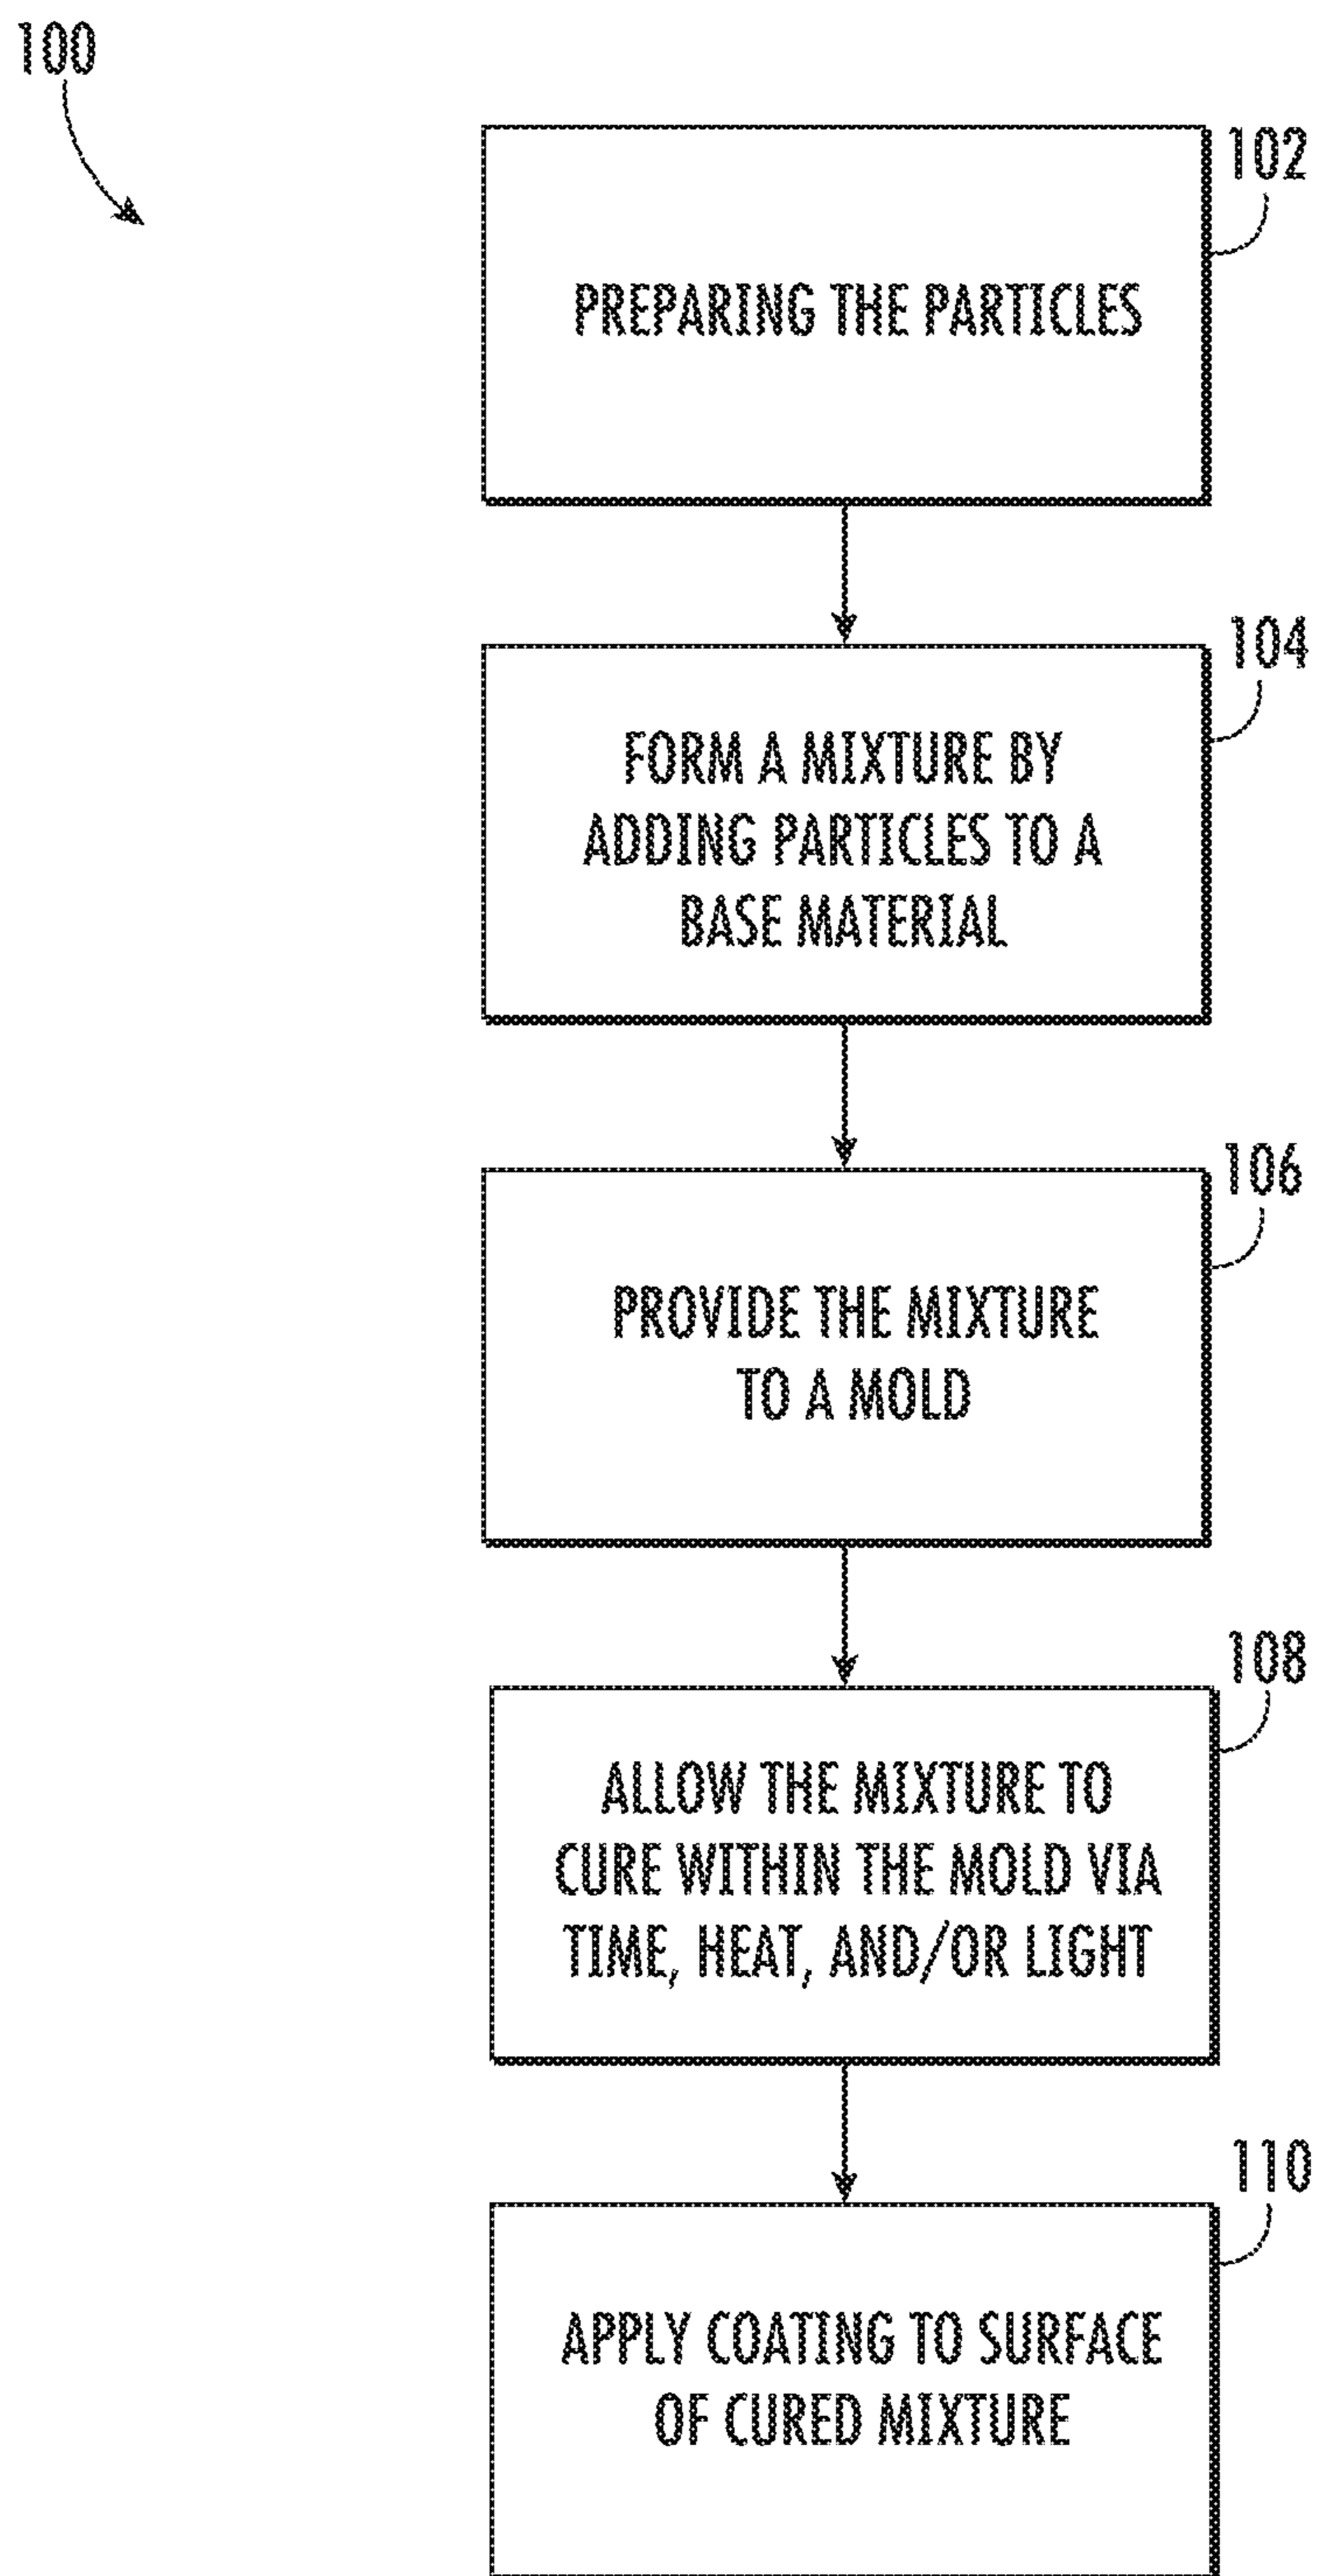 100
102
PREPARING THE PARTICLES
104
FORM A MIXTURE BY
ADDING PARTICLES TO A
BASE MATERIAL
106
PROVIDE THE MIXTURE
TO A MOLD
108
ALLOW THE MIXTURE TO
CURE WITHIN THE MOLD VIA
TIME, HEAT, AND/OR LIGHT
110
APPLY COATING TO SURFACE
OF CURED MIXTURE